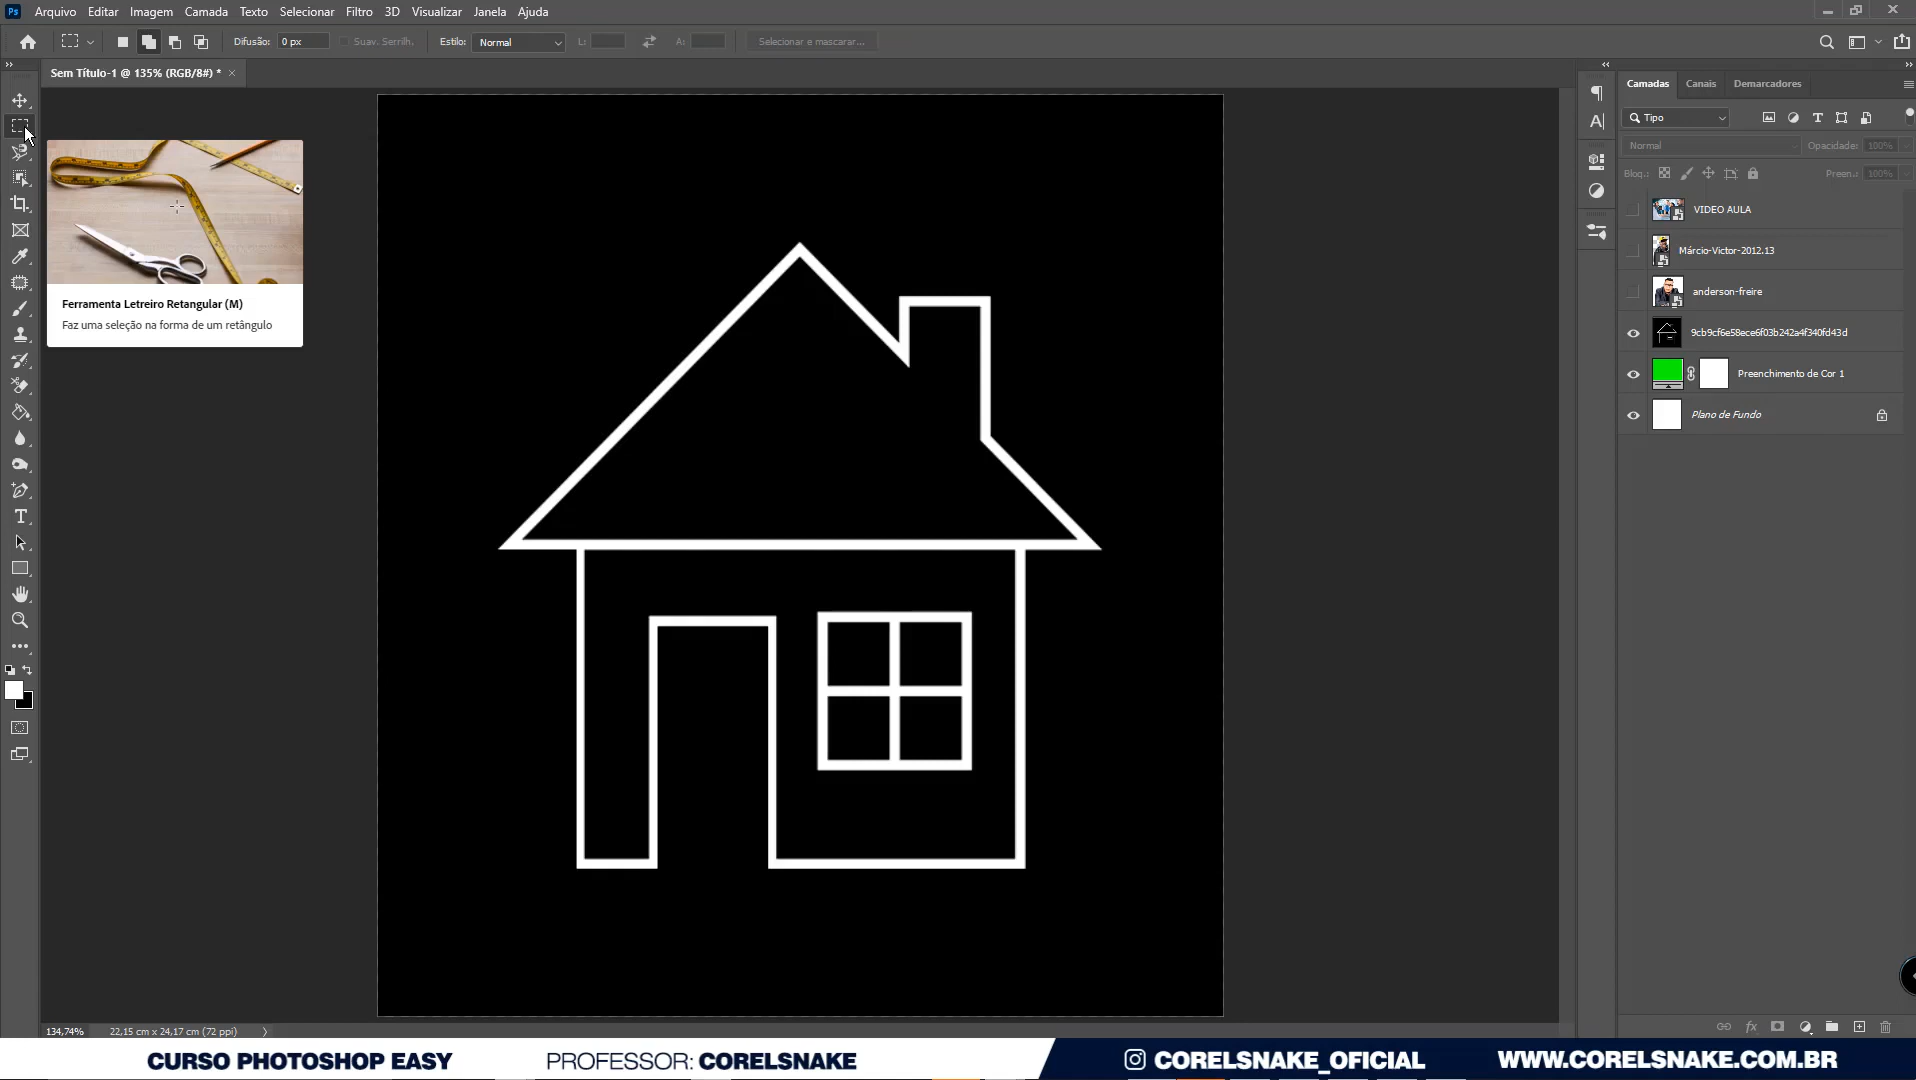 Ps Arquivo Editar Imagem Camada Texto Selecionar Filtro 3D Visualizar Janela Ajuda
Difusão: 0 px Suav. Serrilh. Estilo: Normal L: A: Selecionar e mascarar...
Sem Título-1 @ 135% (RGB/8#) * ×
Ferramenta Letreiro Retangular (M)
Faz uma seleção na forma de um retângulo
Camadas Canais Demarcadores
Tipo
Normal Opacidade: 100%
Bloq.: Preen.: 100%
VIDEO AULA
Márcio-Victor-2012.13
anderson-freire
9cb9cf6e58ece6f03b242a4f340fd43d
Preenchimento de Cor 1
Plano de Fundo
134,74% 22,15 cm x 24,17 cm (72 ppi)
CURSO PHOTOSHOP EASY PROFESSOR: CORELSNAKE CORELSNAKE_OFICIAL WWW.CORELSNAKE.COM.BR